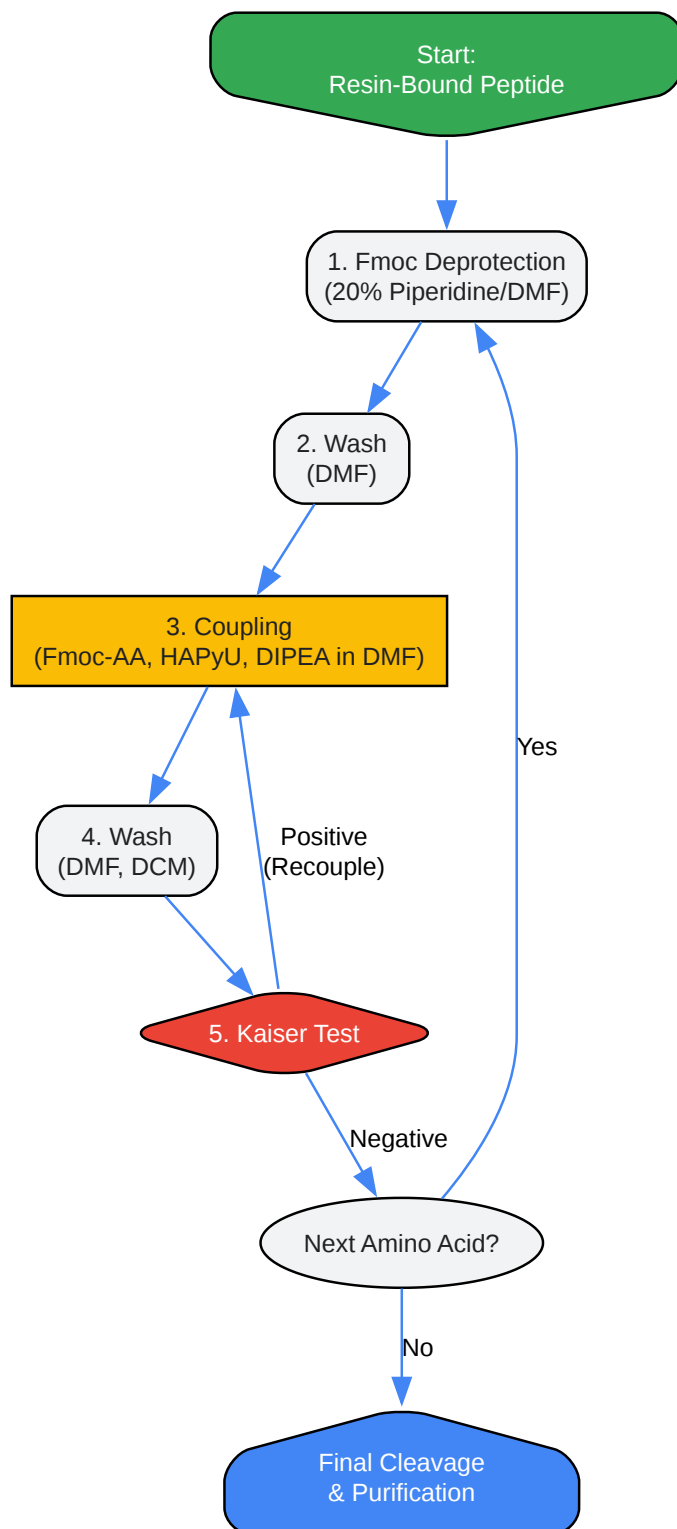 Start:
Resin-Bound Peptide
1. Fmoc Deprotection
(20% Piperidine/DMF)
2. Wash
(DMF)
3. Coupling
(Fmoc-AA, HAPyU, DIPEA in DMF)
Yes
4. Wash
(DMF, DCM)
Positive
(Recouple)
5. Kaiser Test
Negative
Next Amino Acid?
No
Final Cleavage
& Purification